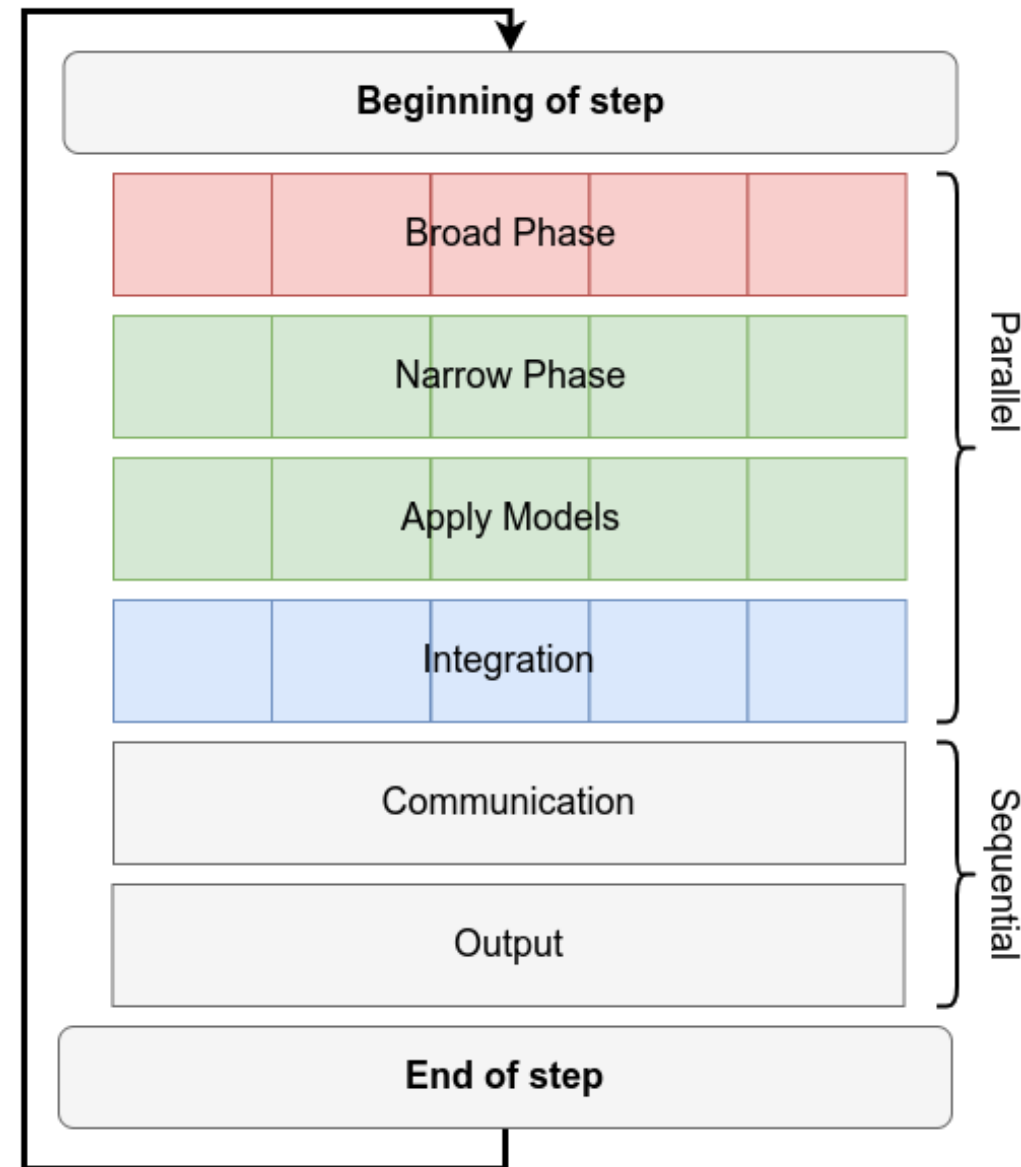 Beginning of step
Broad Phase
Narrow Phase
Apply Models
Integration
Parallel
Communication
Output
Sequential
End of step